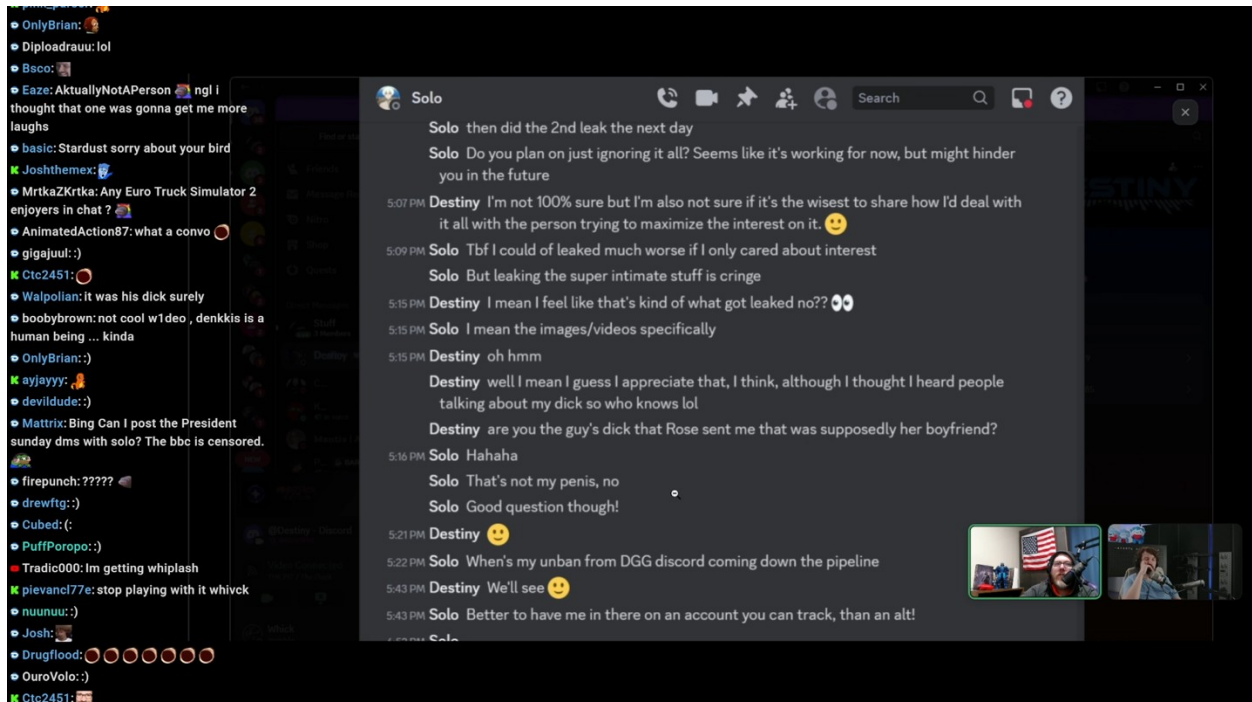 OnlyBrian:
Diploadrauu: lol
Bsco:
Eaze: AktuallyNotAPerson ngl i
thought that one was gonna get me more
laughs
basic: Stardust sorry about your bird
Joshthemex:
MrtkaZKrtka: Any Euro Truck Simulator 2
enjoyers in chat ?
AnimatedAction87: what a convo
gigajuul: :)
Ctc2451:
Walpolian: it was his dick surely
boobybrown: not cool w1deo , denkkis is a
human being ... kinda
OnlyBrian: :)
ayjayyy:
devildude: :)
Mattrix: Bing Can I post the President
sunday dms with solo? The bbc is censored.
firepunch: ?????
drewftg: :)
Cubed: (:
PuffPoropo: :)
Tradic000: Im getting whiplash
pievancl77e: stop playing with it whivck
nuunuu: :)
Josh:
Drugflood:
OuroVolo: :)
Ctc2451:
Solo
Search
Solo then did the 2nd leak the next day
Solo Do you plan on just ignoring it all? Seems like it's working for now, but might hinder
you in the future
5:07 PM Destiny I'm not 100% sure but I'm also not sure if it's the wisest to share how I'd deal with
it all with the person trying to maximize the interest on it.
5:09 PM Solo Tbf I could of leaked much worse if I only cared about interest
Solo But leaking the super intimate stuff is cringe
5:15 PM Destiny I mean I feel like that's kind of what got leaked no??
5:15 PM Solo I mean the images/videos specifically
5:15 PM Destiny oh hmm
Destiny well I mean I guess I appreciate that, I think, although I thought I heard people
talking about my dick so who knows lol
Destiny are you the guy's dick that Rose sent me that was supposedly her boyfriend?
5:16 PM Solo Hahaha
Solo That's not my penis, no
Solo Good question though!
5:21 PM Destiny
5:22 PM Solo When's my unban from DGG discord coming down the pipeline
5:43 PM Destiny We'll see
5:43 PM Solo Better to have me in there on an account you can track, than an alt!
Solo
Friends
Nitro
Shop
Stuff
Destiny
@Destiny - Discord
Whick